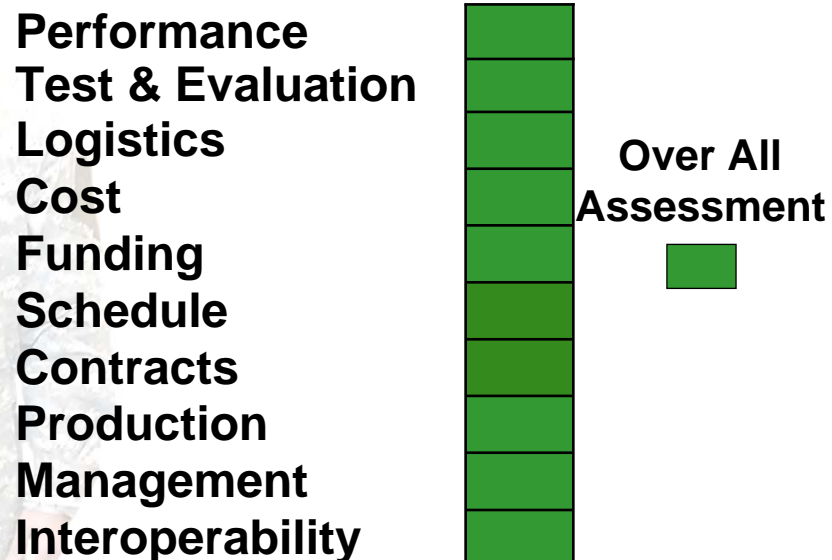 Performance
Test & Evaluation
Logistics
Cost
Funding
Schedule
Contracts
Production
Management
Interoperability
Over All
Assessment